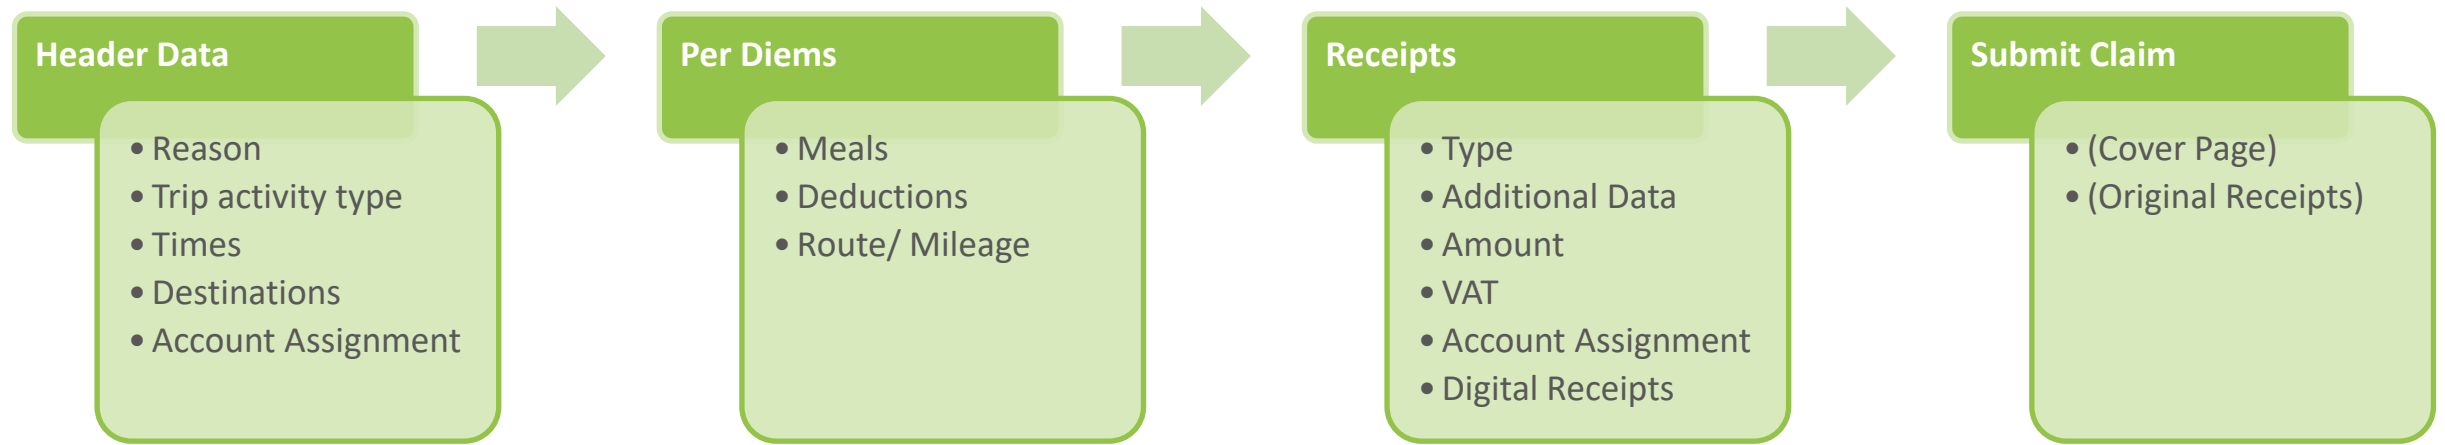 Header Data
• Reason
• Trip activity type
• Times
• Destinations
• Account Assignment
Per Diems
• Meals
• Deductions
• Route/ Mileage
Receipts
• Type
• Additional Data
• Amount
• VAT
• Account Assignment
• Digital Receipts
Submit Claim
• (Cover Page)
• (Original Receipts)